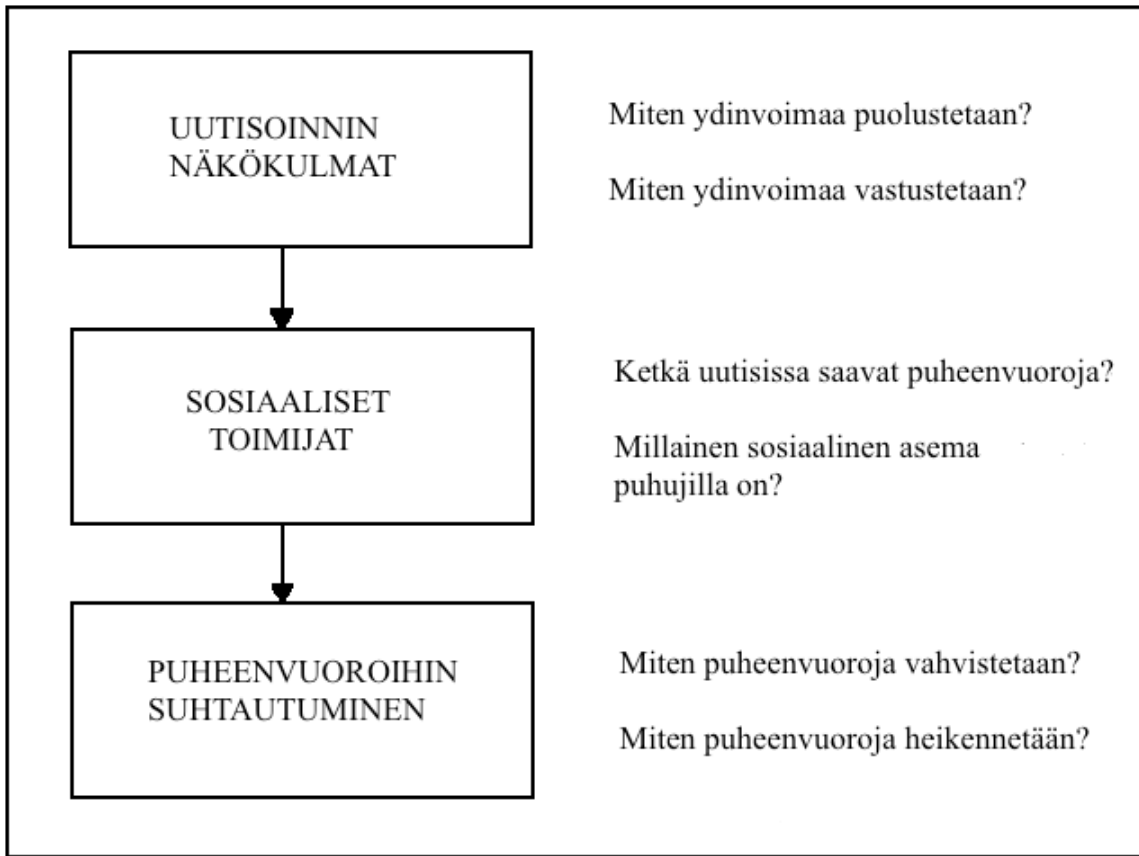 UUTISOINNIN
NÄKÖKULMAT
Miten ydinvoimaa puolustetaan?
Miten ydinvoimaa vastustetaan?
SOSIAALISET
TOIMIJAT
Ketkä uutisissa saavat puheenvuoroja?
Millainen sosiaalinen asema
puhujilla on?
PUHEENVUOROIHIN
SUHTAUTUMINEN
Miten puheenvuoroja vahvistetaan?
Miten puheenvuoroja heikennetään?